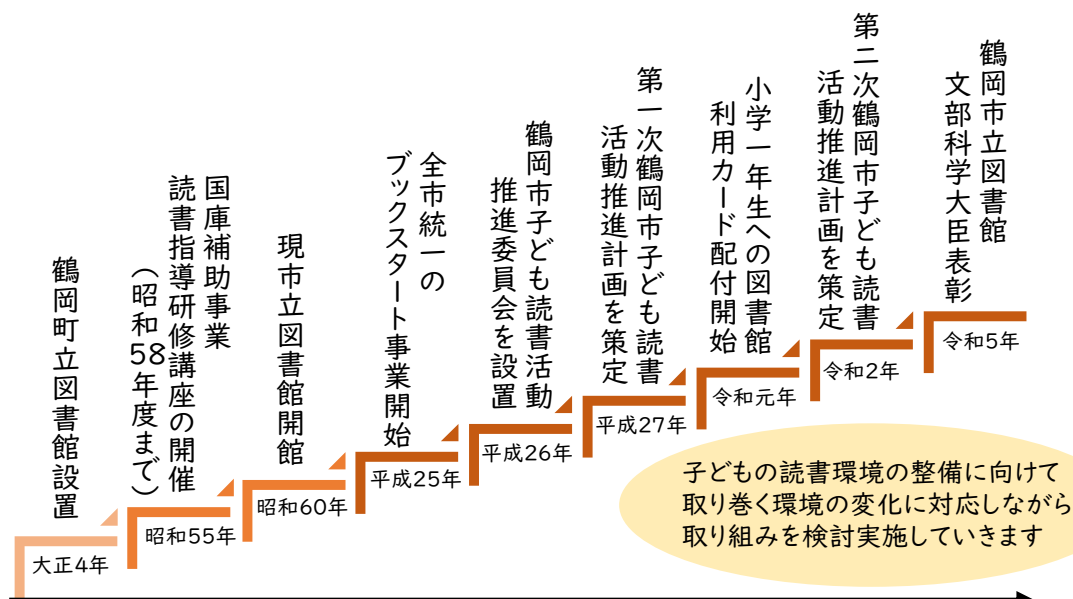 鶴岡町立図書館設置
大正4年
国庫補助事業
読書指導研修講座の開催
（昭和58年度まで）
昭和55年
現市立図書館開館
昭和60年
全市統一の
ブックスタート事業開始
平成25年
鶴岡市子ども読書活動
推進委員会を設置
平成26年
第一次鶴岡市子ども読書
活動推進計画を策定
平成27年
小学一年生への図書館
利用カード配付開始
令和元年
第二次鶴岡市子ども読書
活動推進計画を策定
令和2年
鶴岡市立図書館
文部科学大臣表彰
令和5年
子どもの読書環境の整備に向けて
取り巻く環境の変化に対応しながら
取り組みを検討実施していきます